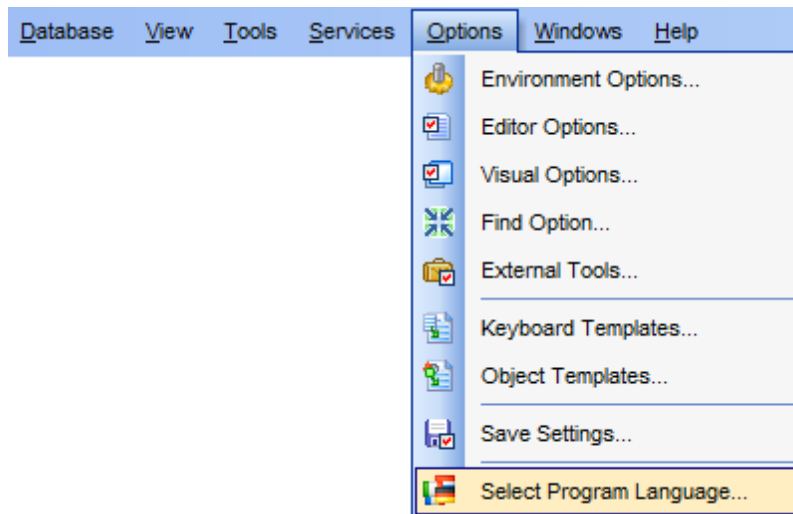 Database View Tools Services Options Windows Help
Environment Options...
Editor Options...
Visual Options...
Find Option...
External Tools...
Keyboard Templates...
Object Templates...
Save Settings...
Select Program Language...